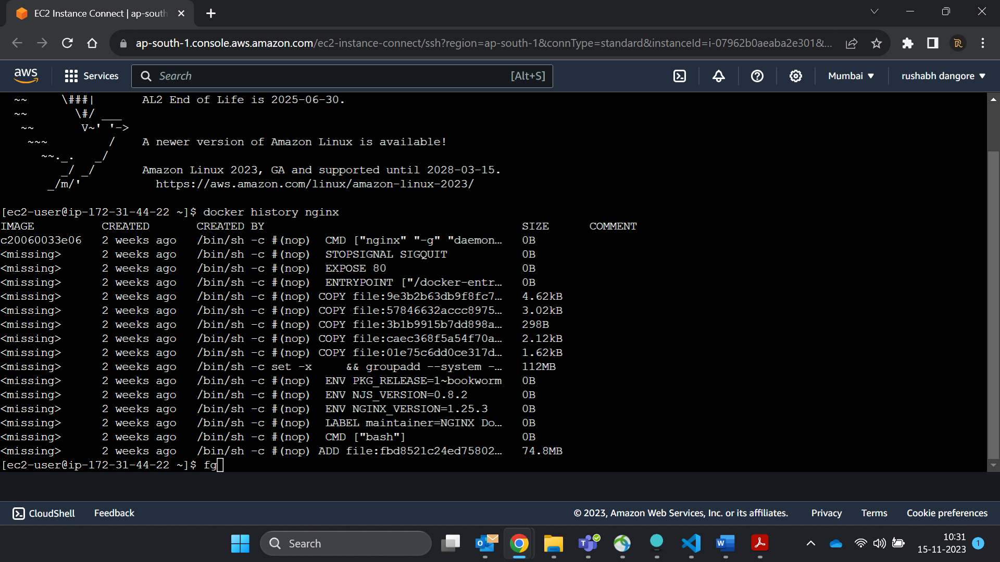 EC2 Instance Connect | ap-south
ap-south-1.console.aws.amazon.com/ec2-instance-connect/ssh?region=ap-south-1&connType=standard&instanceId=i-07962b0aeaba2e301&...
aws Services Search [Alt+S] Mumbai ▼ rushabh dangore ▼
~~ \###| AL2 End of Life is 2025-06-30.
~~ \#/ ___
~~ V~' '->
~~~ / A newer version of Amazon Linux is available!
~~._. _/
_/ _/ Amazon Linux 2023, GA and supported until 2028-03-15.
_/m/' https://aws.amazon.com/linux/amazon-linux-2023/
[ec2-user@ip-172-31-44-22 ~]$ docker history nginx
IMAGE CREATED CREATED BY SIZE COMMENT
c20060033e06 2 weeks ago /bin/sh -c #(nop) CMD ["nginx" "-g" "daemon… 0B
<missing> 2 weeks ago /bin/sh -c #(nop) STOPSIGNAL SIGQUIT 0B
<missing> 2 weeks ago /bin/sh -c #(nop) EXPOSE 80 0B
<missing> 2 weeks ago /bin/sh -c #(nop) ENTRYPOINT ["/docker-entr… 0B
<missing> 2 weeks ago /bin/sh -c #(nop) COPY file:9e3b2b63db9f8fc7… 4.62kB
<missing> 2 weeks ago /bin/sh -c #(nop) COPY file:57846632accc8975… 3.02kB
<missing> 2 weeks ago /bin/sh -c #(nop) COPY file:3b1b9915b7dd898a… 298B
<missing> 2 weeks ago /bin/sh -c #(nop) COPY file:caec368f5a54f70a… 2.12kB
<missing> 2 weeks ago /bin/sh -c #(nop) COPY file:01e75c6dd0ce317d… 1.62kB
<missing> 2 weeks ago /bin/sh -c set -x && groupadd --system -… 112MB
<missing> 2 weeks ago /bin/sh -c #(nop) ENV PKG_RELEASE=1~bookworm 0B
<missing> 2 weeks ago /bin/sh -c #(nop) ENV NJS_VERSION=0.8.2 0B
<missing> 2 weeks ago /bin/sh -c #(nop) ENV NGINX_VERSION=1.25.3 0B
<missing> 2 weeks ago /bin/sh -c #(nop) LABEL maintainer=NGINX Do… 0B
<missing> 2 weeks ago /bin/sh -c #(nop) CMD ["bash"] 0B
<missing> 2 weeks ago /bin/sh -c #(nop) ADD file:fbd8521c24ed75802… 74.8MB
[ec2-user@ip-172-31-44-22 ~]$ fg
CloudShell Feedback © 2023, Amazon Web Services, Inc. or its affiliates. Privacy Terms Cookie preferences
Search 10:31
15-11-2023 1